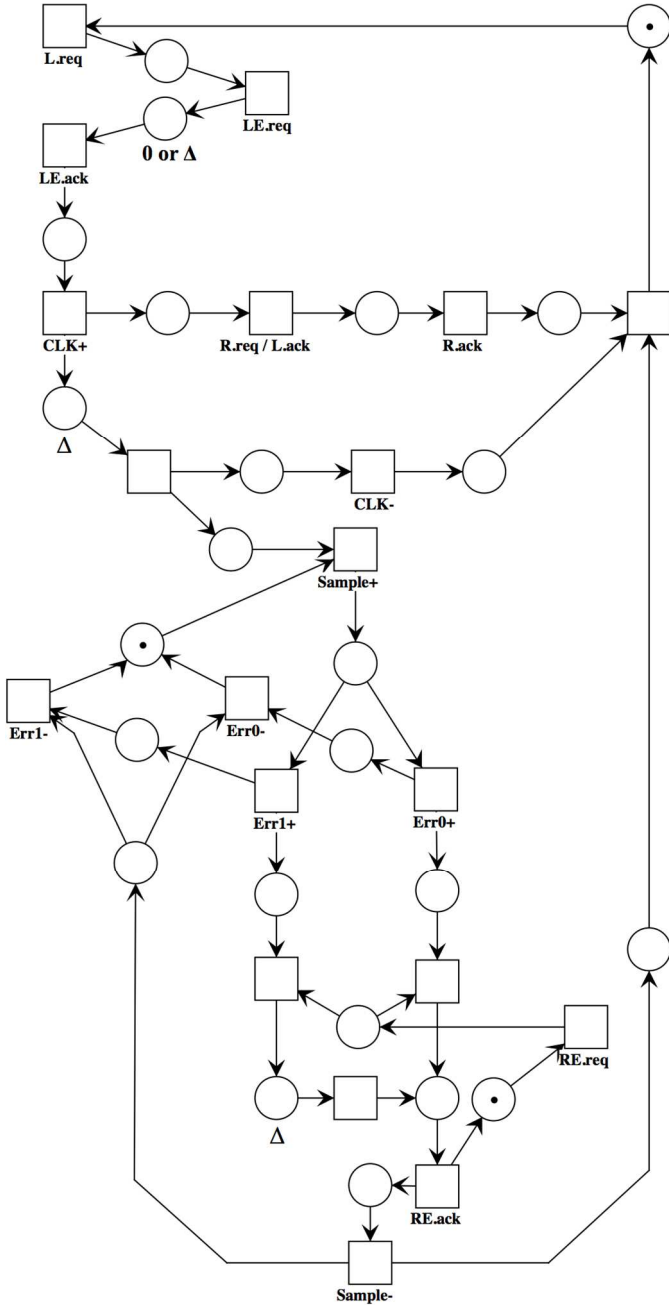 L.req
LE.req
0 or Δ
LE.ack
CLK+
R.req / L.ack
R.ack
Δ
CLK-
Sample+
Err1-
Err0-
Err1+
Err0+
RE.req
Δ
RE.ack
Sample-